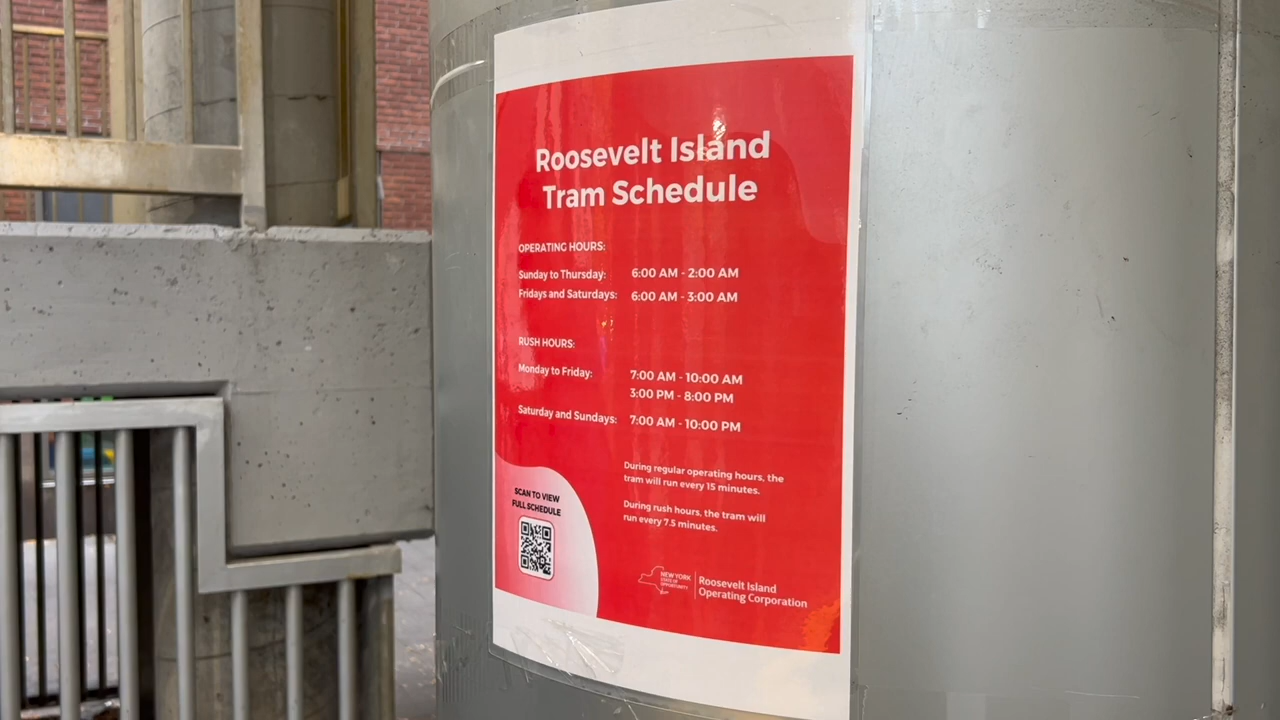 Roosevelt Island
Tram Schedule
OPERATING HOURS:
Sunday to Thursday: 6:00 AM - 2:00 AM
Fridays and Saturdays: 6:00 AM - 3:00 AM
RUSH HOURS:
Monday to Friday: 7:00 AM - 10:00 AM
3:00 PM - 8:00 PM
Saturday and Sundays: 7:00 AM - 10:00 PM
During regular operating hours, the
tram will run every 15 minutes.
During rush hours, the tram will
run every 7.5 minutes.
SCAN TO VIEW
FULL SCHEDULE
NEW YORK
STATE OF
OPPORTUNITY
Roosevelt Island
Operating Corporation